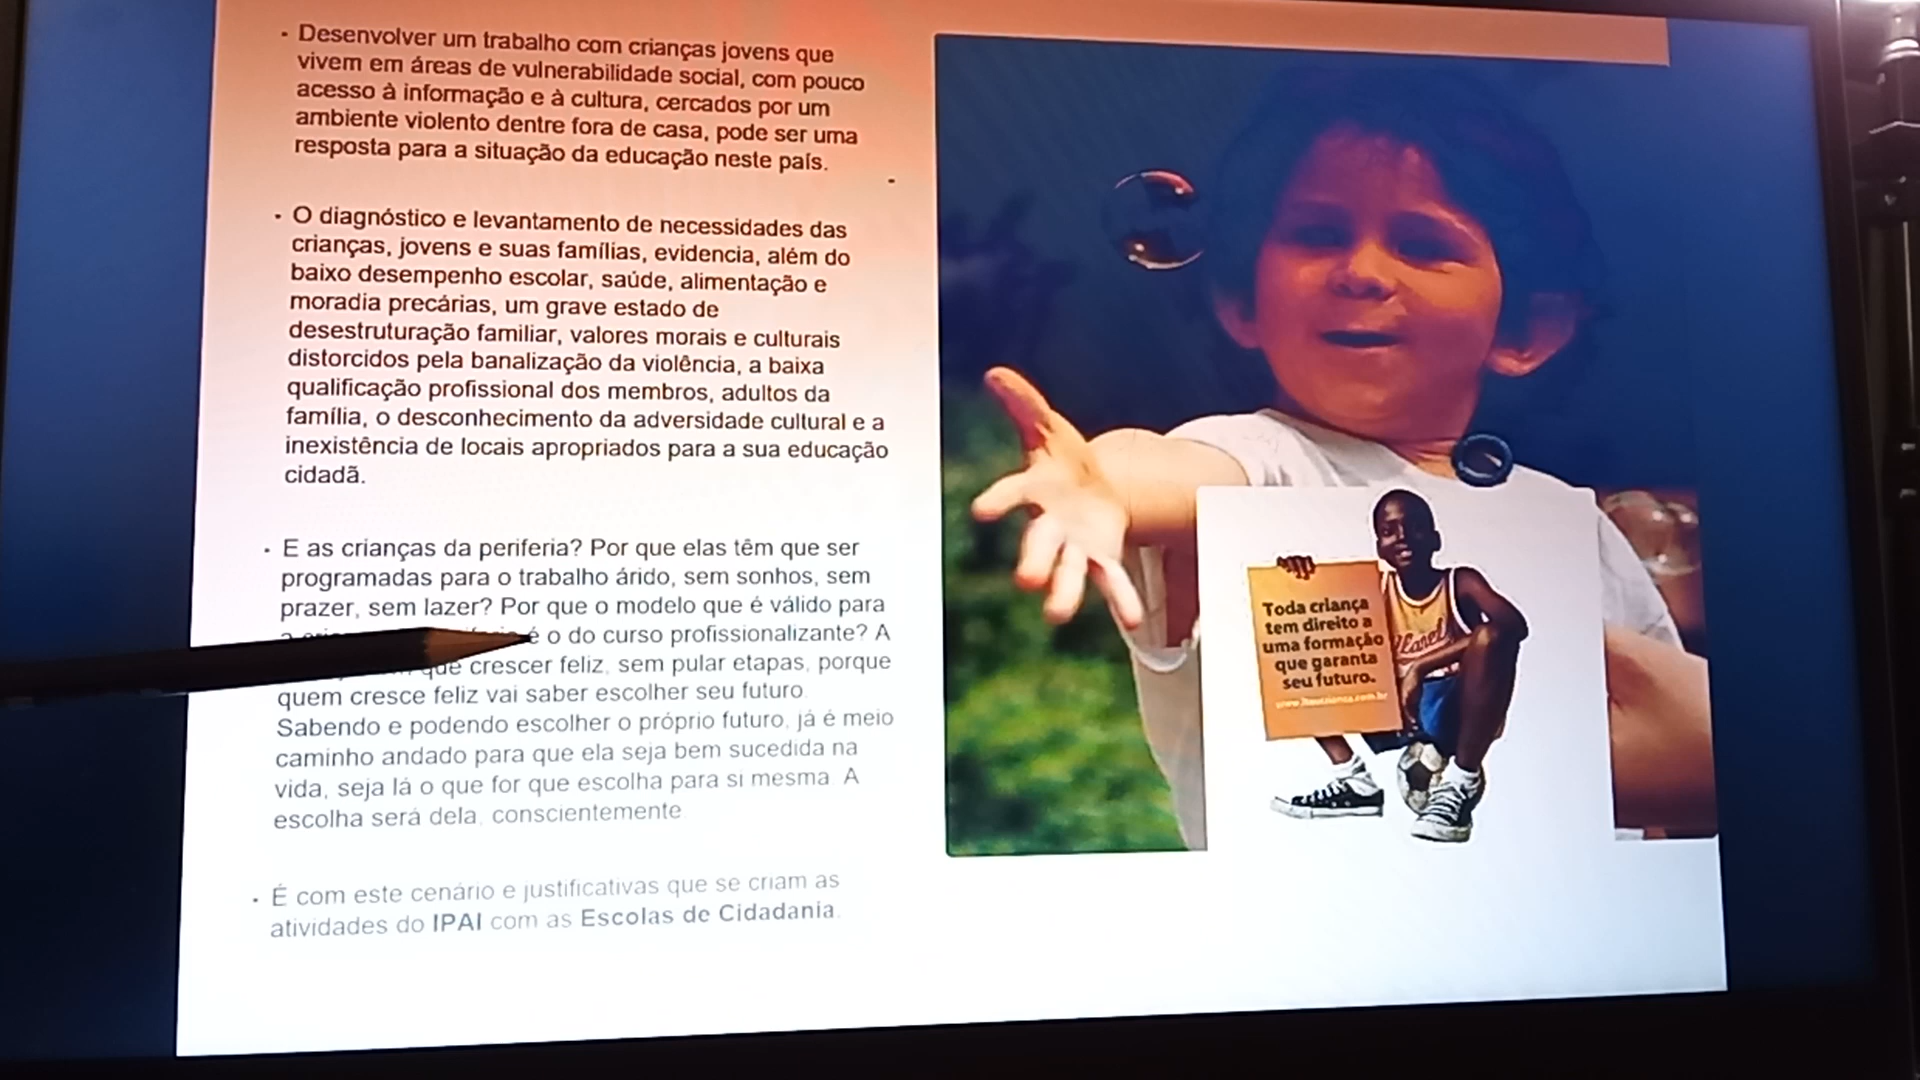 Desenvolver um trabalho com crianças jovens que
vivem em áreas de vulnerabilidade social, com pouco
acesso à informação e à cultura, cercados por um
ambiente violento dentre fora de casa, pode ser uma
resposta para a situação da educação neste país.
O diagnóstico e levantamento de necessidades das
crianças, jovens e suas famílias, evidencia, além do
baixo desempenho escolar, saúde, alimentação e
moradia precárias, um grave estado de
desestruturação familiar, valores morais e culturais
distorcidos pela banalização da violência, a baixa
qualificação profissional dos membros, adultos da
família, o desconhecimento da adversidade cultural e a
inexistência de locais apropriados para a sua educação
cidadã.
E as crianças da periferia? Por que elas têm que ser
programadas para o trabalho árido, sem sonhos, sem
prazer, sem lazer? Por que o modelo que é válido para
é o do curso profissionalizante? A
que crescer feliz, sem pular etapas, porque
quem cresce feliz vai saber escolher seu futuro.
Sabendo e podendo escolher o próprio futuro, já é meio
caminho andado para que ela seja bem sucedida na
vida, seja lá o que for que escolha para si mesma. A
escolha será dela, conscientemente
É com este cenário e justificativas que se criam as
atividades do IPAI com as Escolas de Cidadania.
Toda criança
tem direito a
uma formação
que garanta
seu futuro.